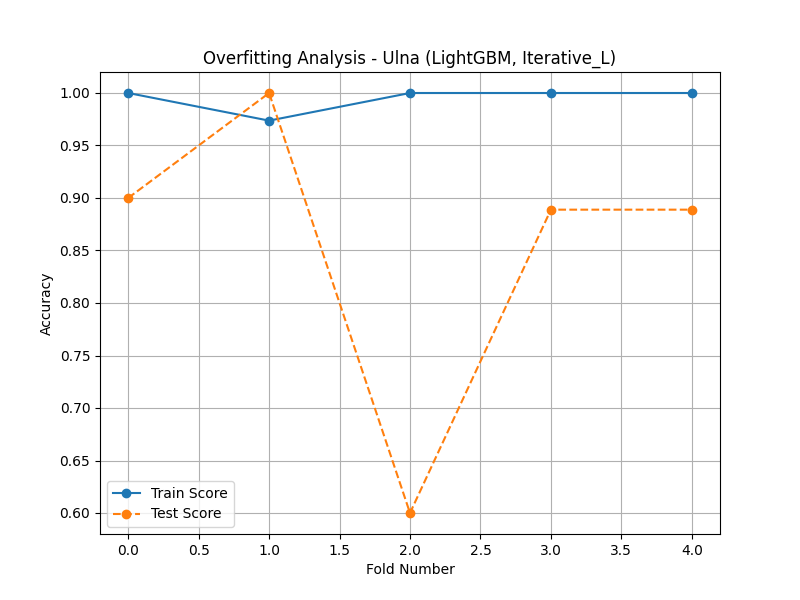 Overfitting Analysis - Ulna (LightGBM, Iterative_L)
1.00
0.95
0.90
0.85
0.80
0.75
0.70
0.65
0.60
Accuracy
Train Score
Test Score
0.0 0.5 1.0 1.5 2.0 2.5 3.0 3.5 4.0
Fold Number